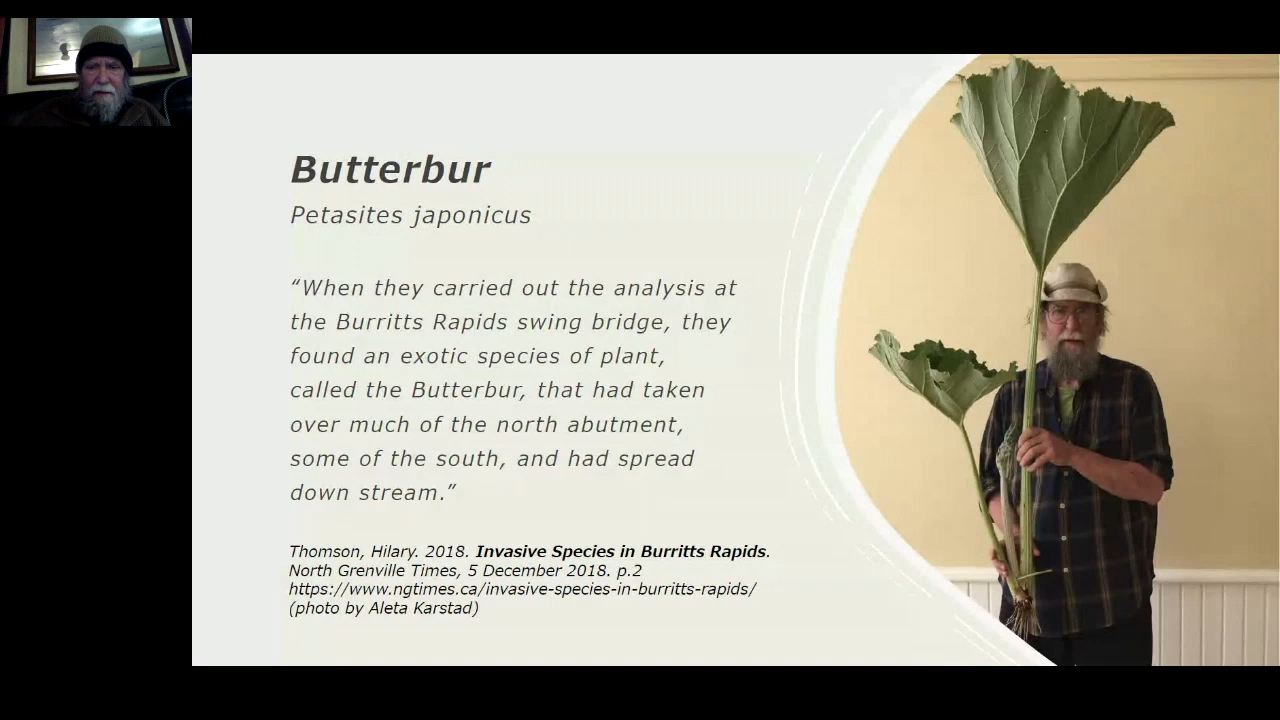 Butterbur
Petasites japonicus
“When they carried out the analysis at
the Burritts Rapids swing bridge, they
found an exotic species of plant,
called the Butterbur, that had taken
over much of the north abutment,
some of the south, and had spread
down stream.”
Thomson, Hilary. 2018. Invasive Species in Burritts Rapids.
North Grenville Times, 5 December 2018. p.2
https://www.ngtimes.ca/invasive-species-in-burritts-rapids/
(photo by Aleta Karstad)